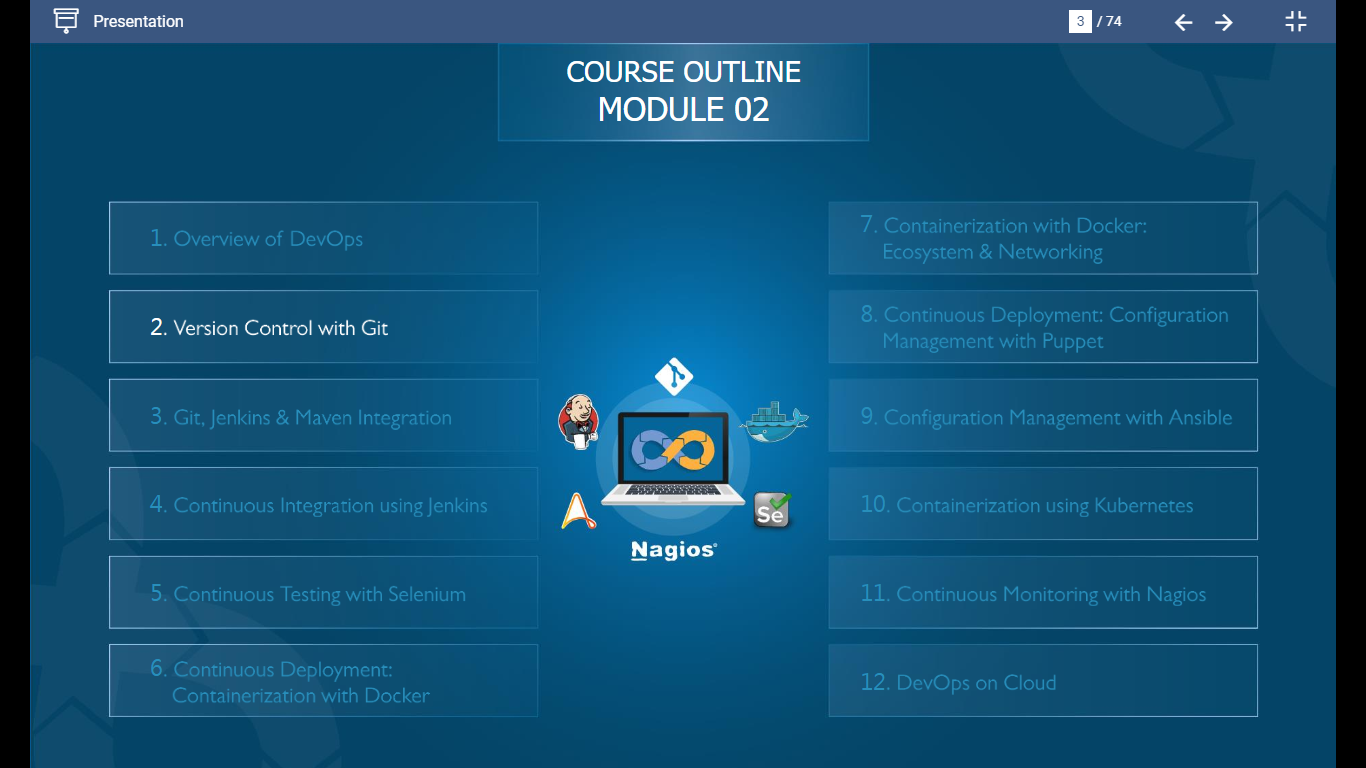 Presentation
3 / 74
COURSE OUTLINE
MODULE 02
1. Overview of DevOps
2. Version Control with Git
3. Git, Jenkins & Maven Integration
4. Continuous Integration using Jenkins
5. Continuous Testing with Selenium
6. Continuous Deployment:
Containerization with Docker
7. Containerization with Docker:
Ecosystem & Networking
8. Continuous Deployment: Configuration
Management with Puppet
9. Configuration Management with Ansible
10. Containerization using Kubernetes
11. Continuous Monitoring with Nagios
12. DevOps on Cloud
Se
Nagios®